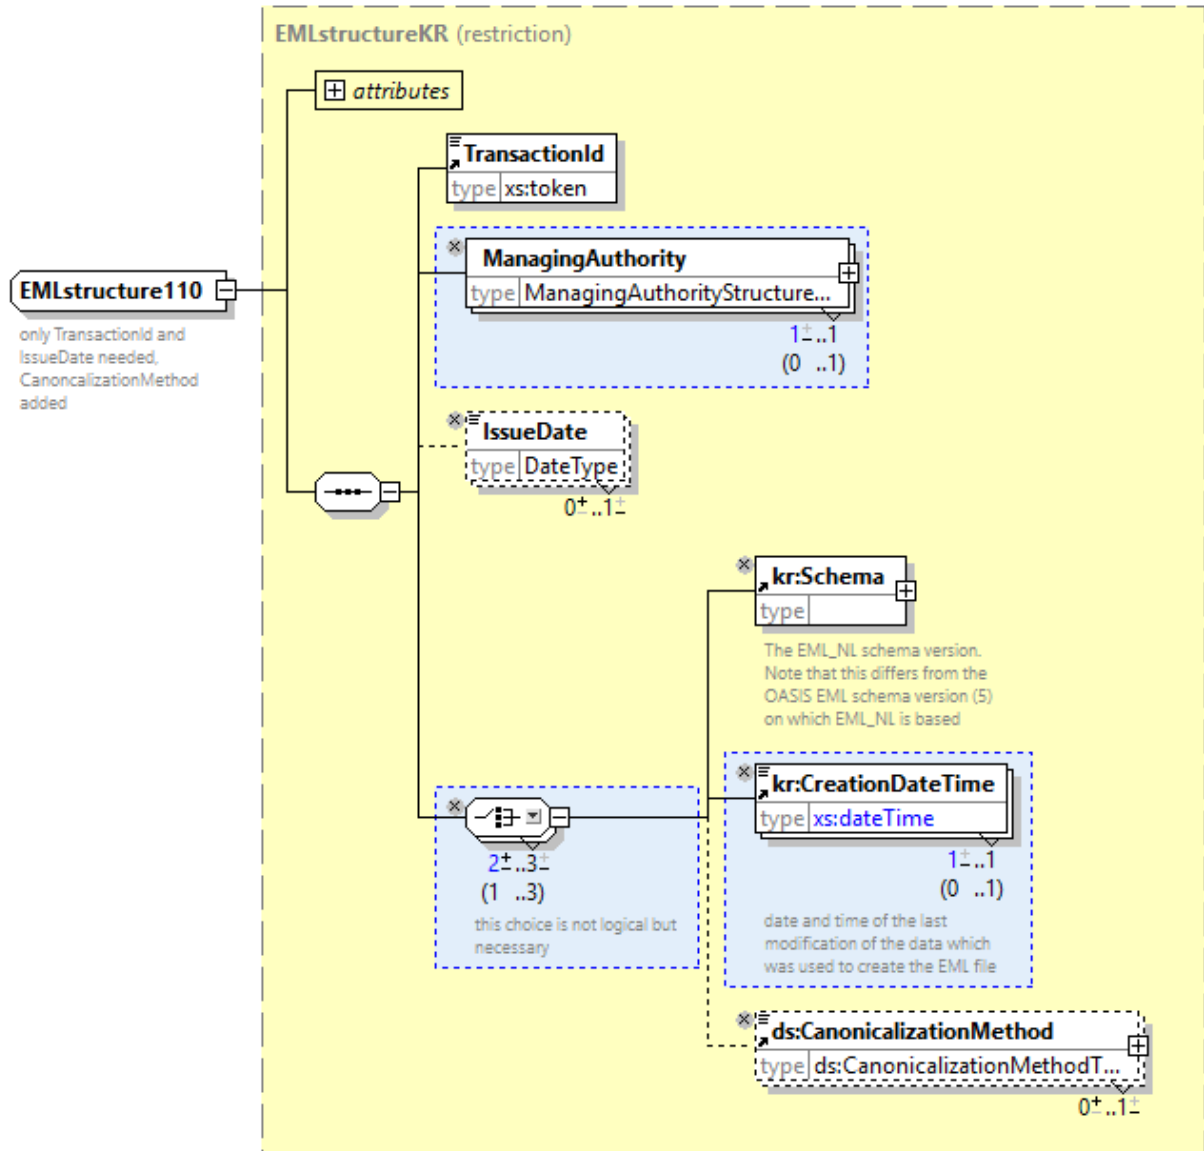 EMLstructureKR (restriction)
attributes
TransactionId
type xs:token
ManagingAuthority
type ManagingAuthorityStructure...
1±..1
(0 ..1)
EMLstructure110
only TransactionId and
IssueDate needed,
CanoncalizationMethod
added
IssueDate
type DateType
0±..1±
kr:Schema
type
The EML_NL schema version.
Note that this differs from the
OASIS EML schema version (5)
on which EML_NL is based
kr:CreationDateTime
type xs:dateTime
1±..1
(0 ..1)
date and time of the last
modification of the data which
was used to create the EML file
2±..3±
(1 ..3)
this choice is not logical but
necessary
ds:CanonicalizationMethod
type ds:CanonicalizationMethodT...
0±..1±